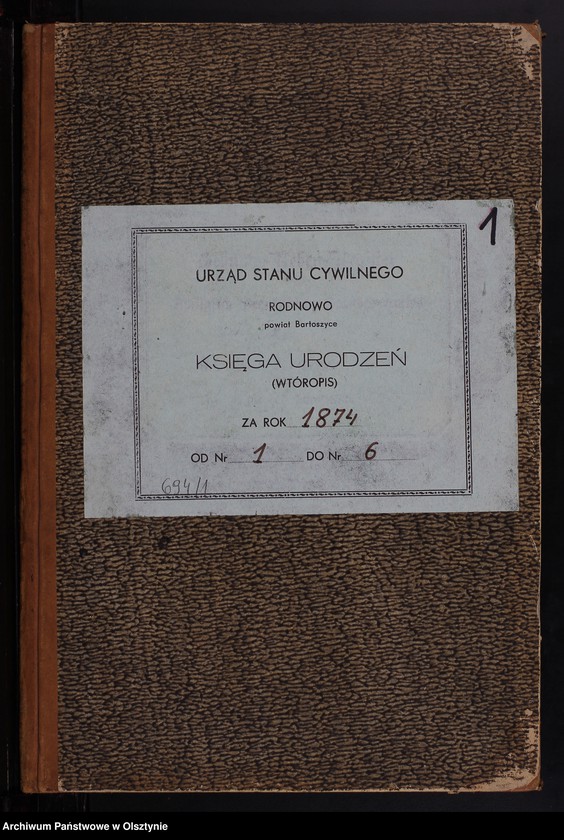 1
URZĄD STANU CYWILNEGO
RODNOWO
powiat Bartoszyce
KSIĘGA URODZEŃ
(WTÓROPIS)
ZA ROK 1874
OD Nr 1 DO Nr 6
694/1
Archiwum Państwowe w Olsztynie